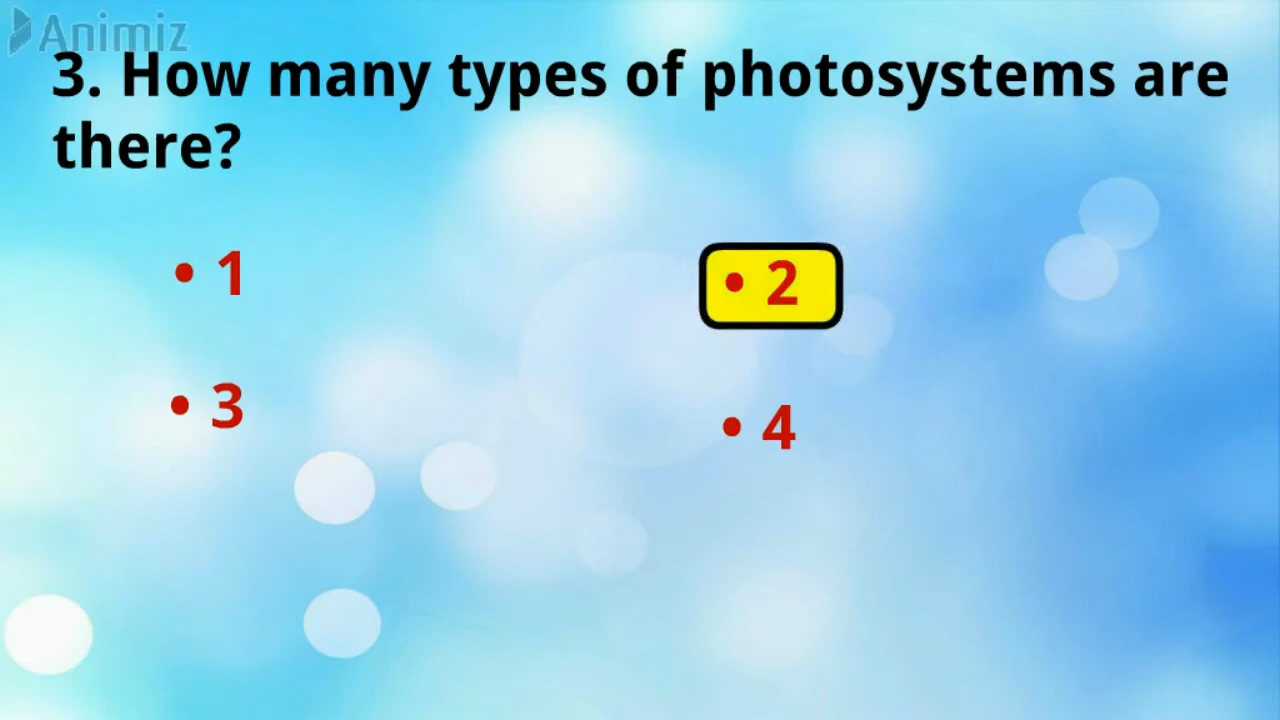 Animiz
3. How many types of photosystems are
there?
• 1
• 2
• 3
• 4